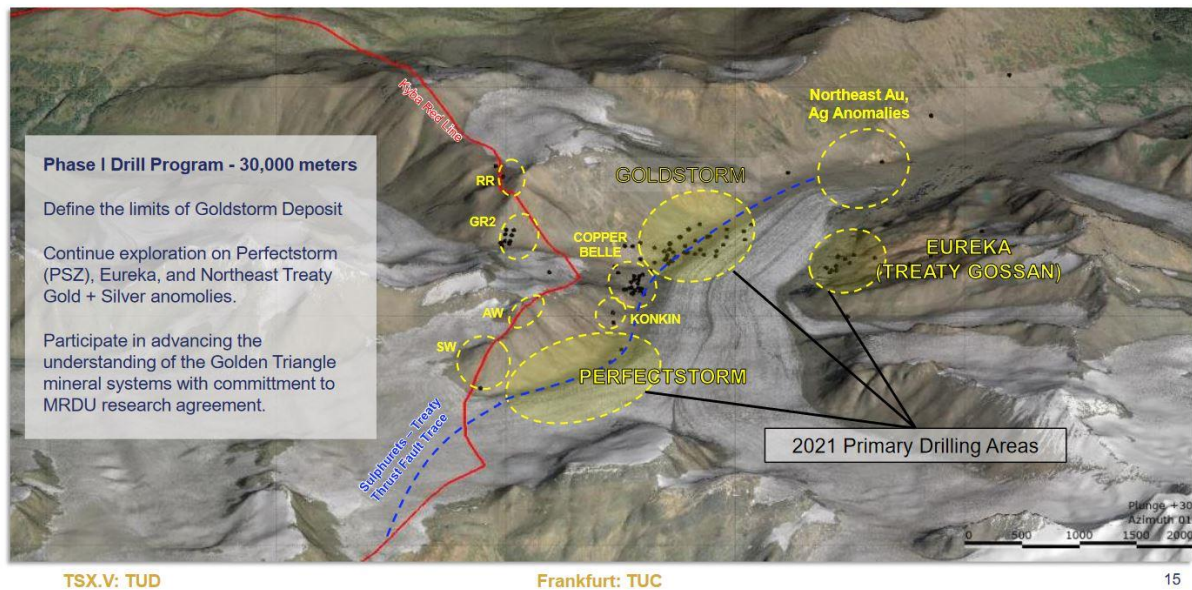 Phase I Drill Program - 30,000 meters
Define the limits of Goldstorm Deposit
Continue exploration on Perfectstorm
(PSZ), Eureka, and Northeast Treaty
Gold + Silver anomolies.
Participate in advancing the
understanding of the Golden Triangle
mineral systems with committment to
MRDU research agreement.
Kyba Red Line
RR
GR2
COPPER
BELLE
GOLDSTORM
Northeast Au,
Ag Anomalies
EUREKA
(TREATY GOSSAN)
AW
KONKIN
SW
PERFECTSTORM
Sulphurets – Treaty
Thrust Fault Trace
2021 Primary Drilling Areas
Plunge +30
Azimuth 01
0 500 1000 1500 2000
TSX.V: TUD
Frankfurt: TUC
15